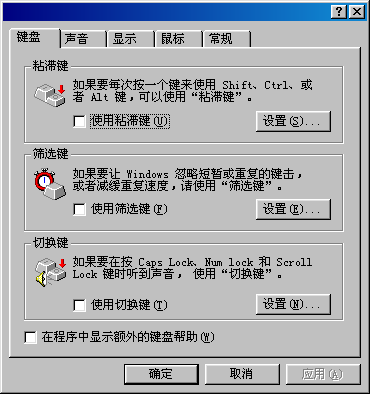 键盘 声音 显示 鼠标 常规
粘滞键
如果要每次按一个键来使用 Shift、Ctrl、或
者 Alt 键，可以使用“粘滞键”。
使用粘滞键(U)
设置(S)...
筛选键
如果要让 Windows 忽略短暂或重复的键击，
或者减缓重复速度，请使用“筛选键”。
使用筛选键(F)
设置(E)...
切换键
如果要在按 Caps Lock、Num lock 和 Scroll
Lock 键时听到声音， 使用“切换键”。
使用切换键(T)
设置(N)...
在程序中显示额外的键盘帮助(W)
确定 取消 应用(A)